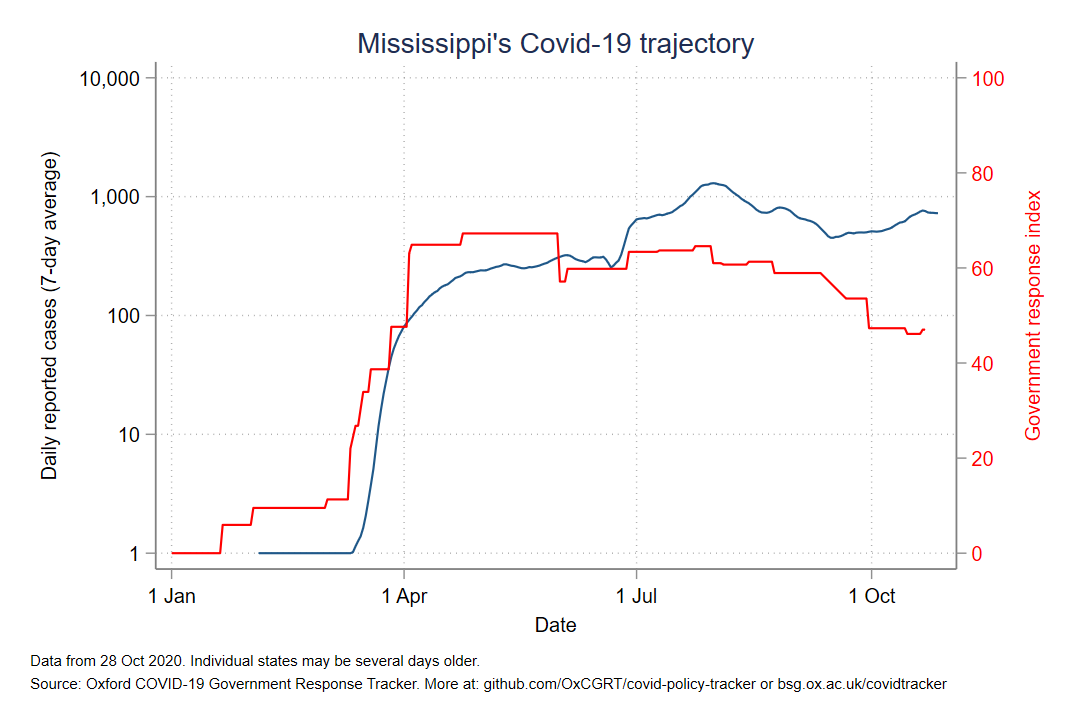 Mississippi's Covid-19 trajectory
Daily reported cases (7-day average)
10,000
1,000
100
10
1
100
80
60
40
20
0
Government response index
1 Jan
1 Apr
1 Jul
1 Oct
Date
Data from 28 Oct 2020. Individual states may be several days older.
Source: Oxford COVID-19 Government Response Tracker. More at: github.com/OxCGRT/covid-policy-tracker or bsg.ox.ac.uk/covidtracker